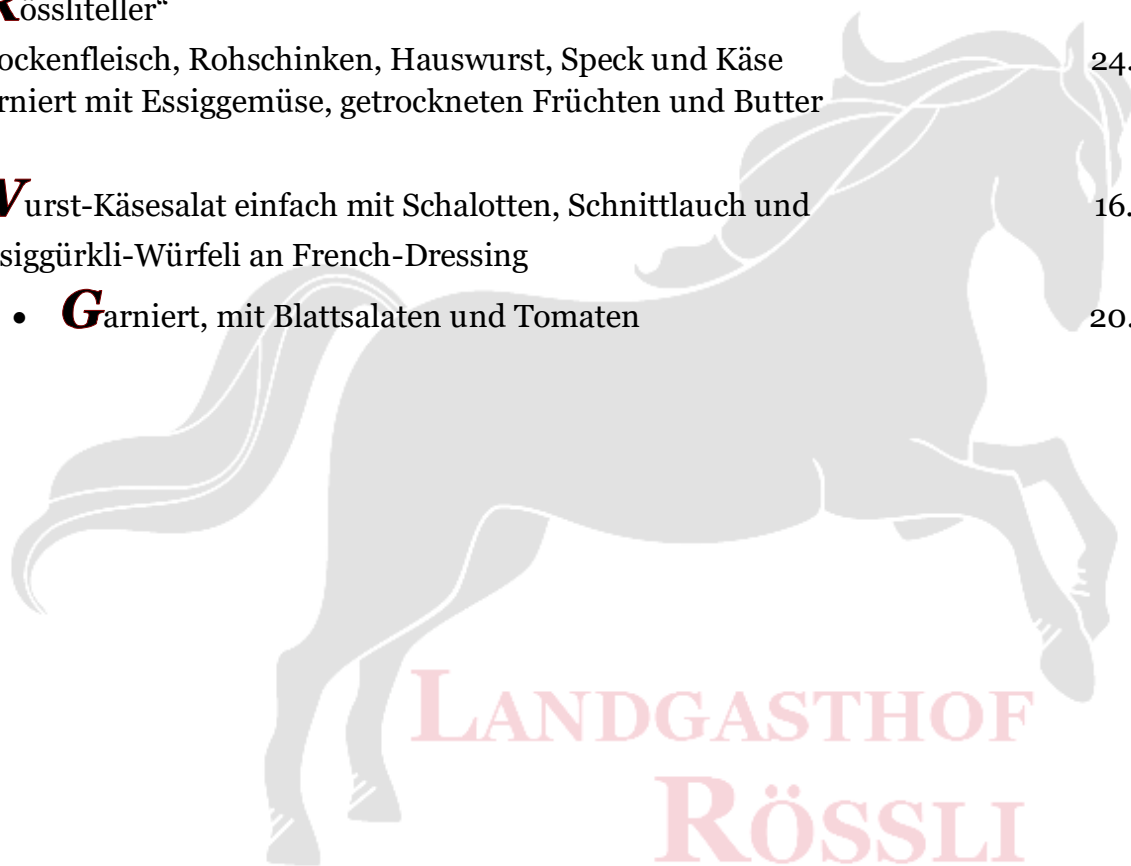 Rössliteller“
ockenfleisch, Rohschinken, Hauswurst, Speck und Käse 24.
rniert mit Essiggemüse, getrockneten Früchten und Butter
Wurst-Käsesalat einfach mit Schalotten, Schnittlauch und 16.
siggürkli-Würfeli an French-Dressing
• Garniert, mit Blattsalaten und Tomaten 20.
LANDGASTHOF
RÖSSLI